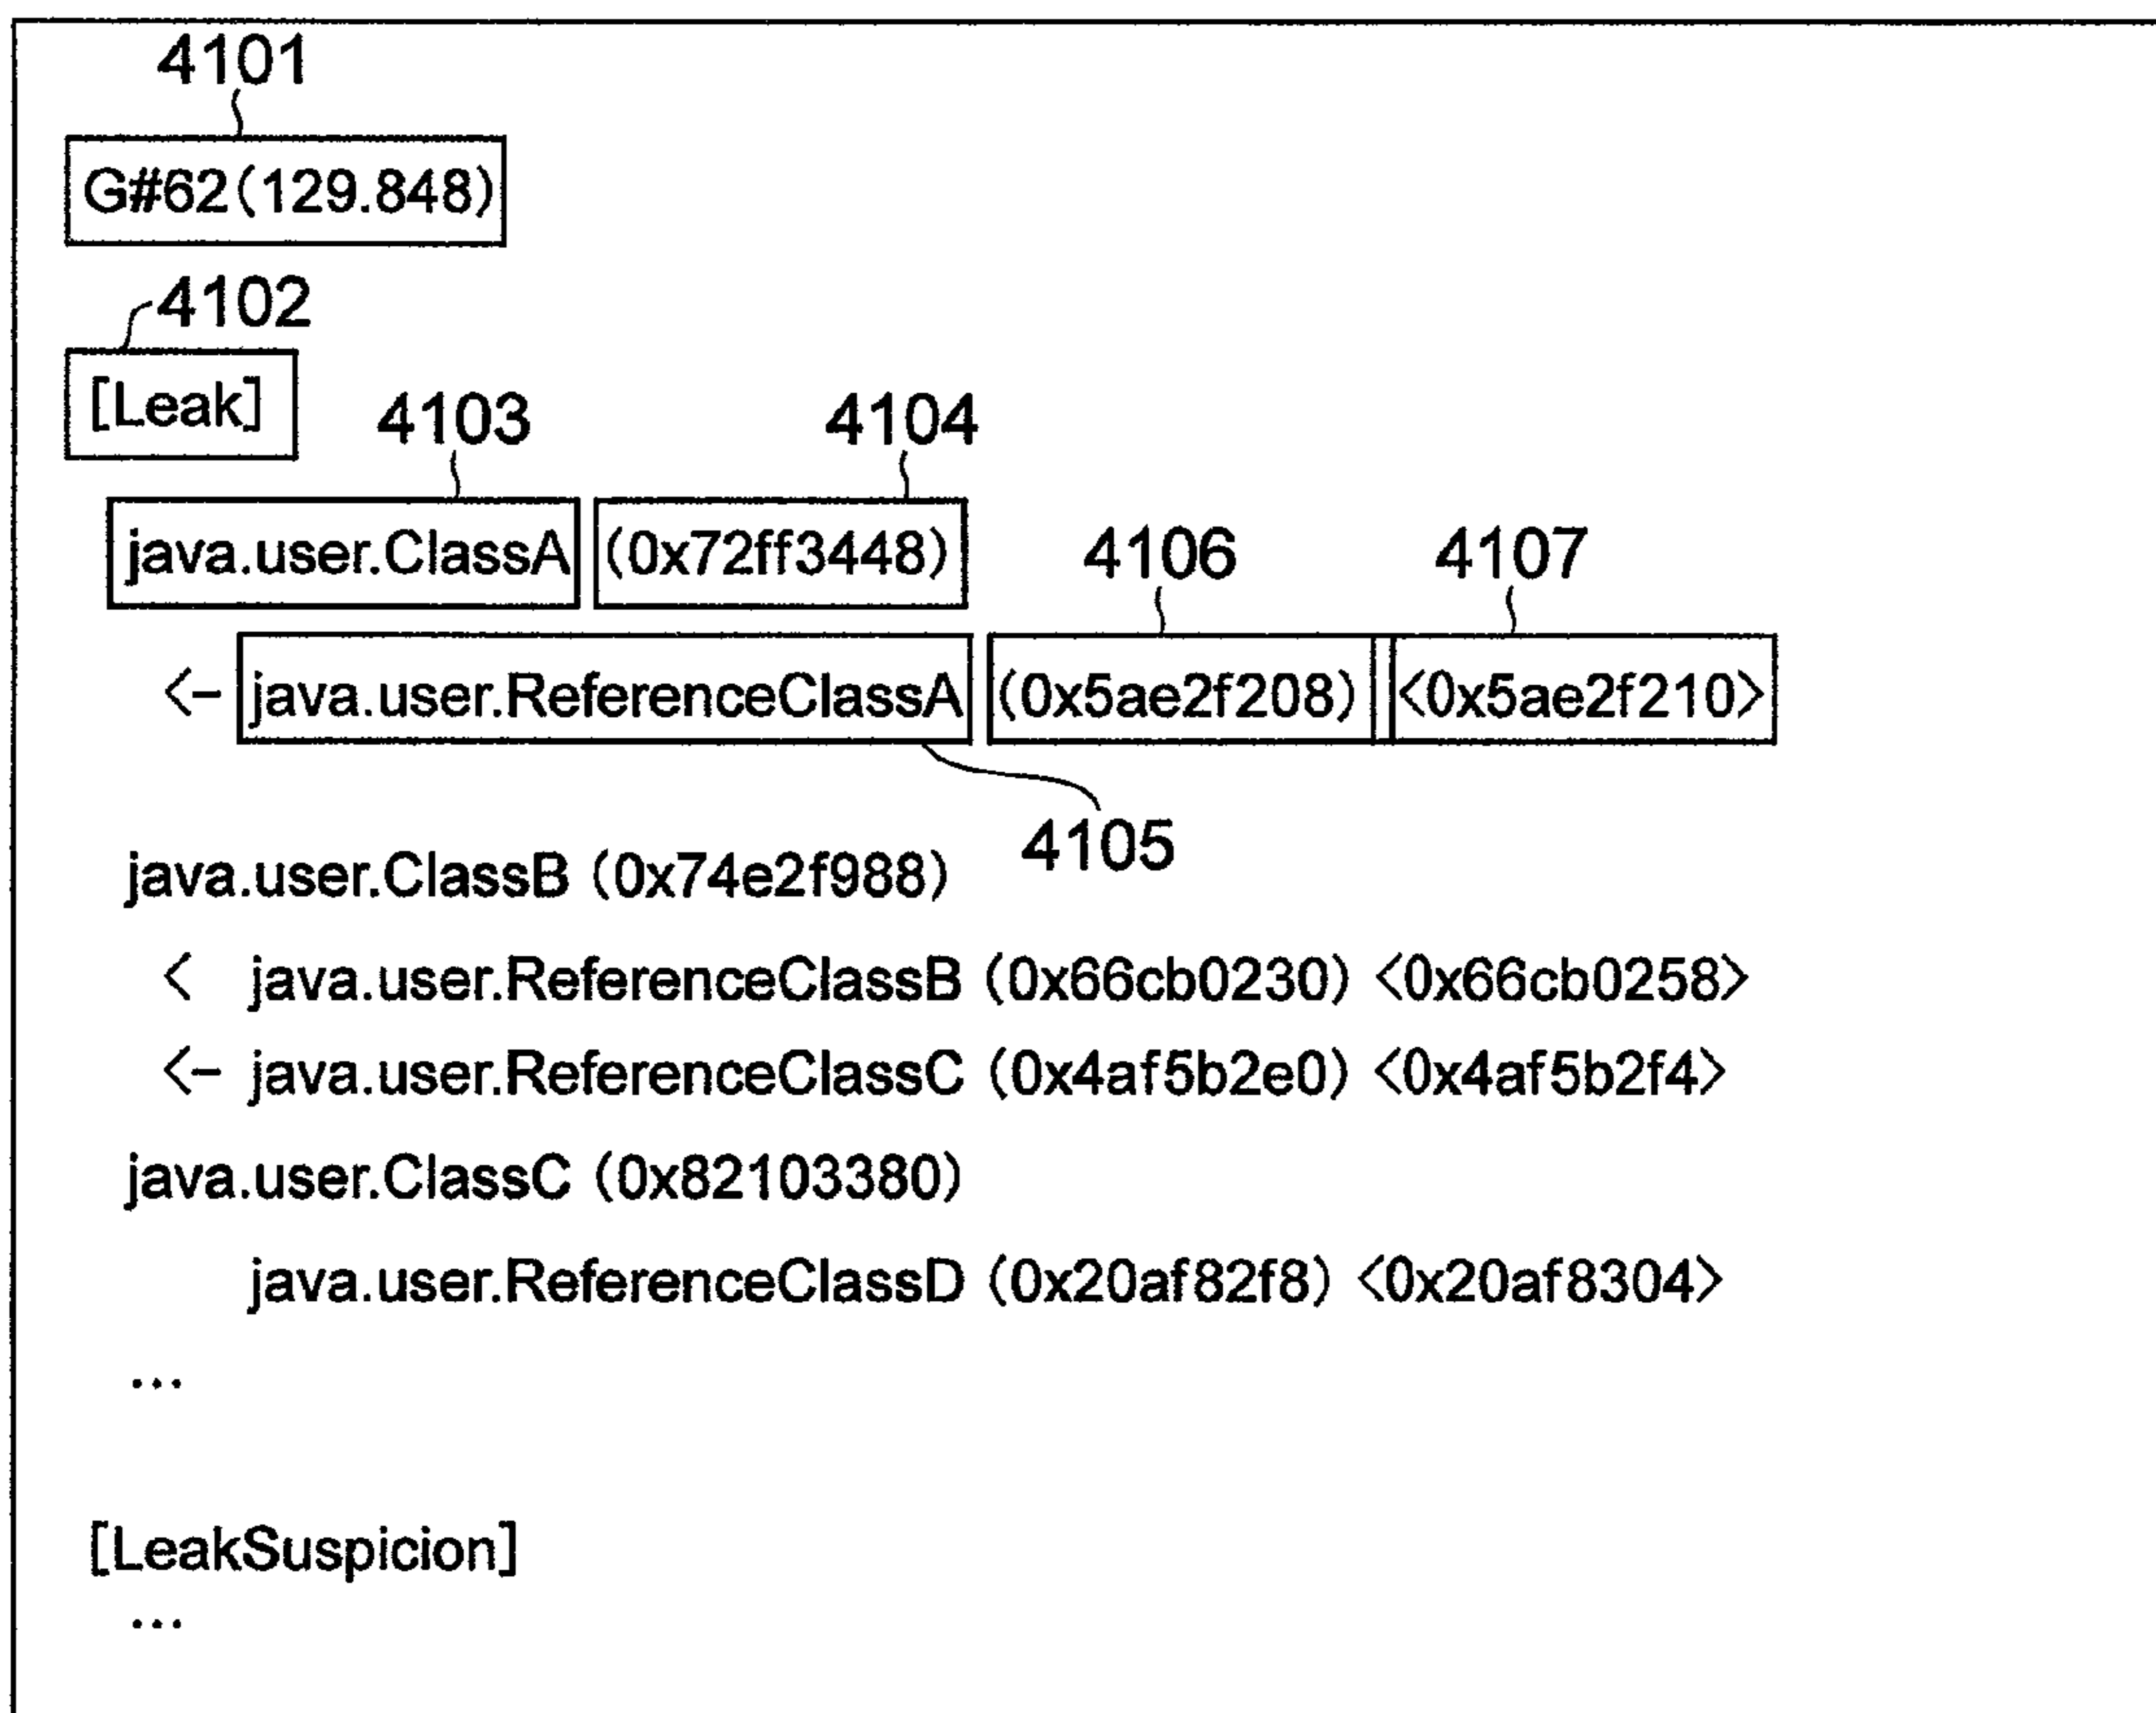 4101
G#62(129.848)
4102
[Leak]
4103 4104
java.user.ClassA (0x72ff3448)
4106 4107
<- java.user.ReferenceClassA (0x5ae2f208) <0x5ae2f210>
4105
java.user.ClassB (0x74e2f988)
< java.user.ReferenceClassB (0x66cb0230) <0x66cb0258>
<- java.user.ReferenceClassC (0x4af5b2e0) <0x4af5b2f4>
java.user.ClassC (0x82103380)
java.user.ReferenceClassD (0x20af82f8) <0x20af8304>
...
[LeakSuspicion]
...